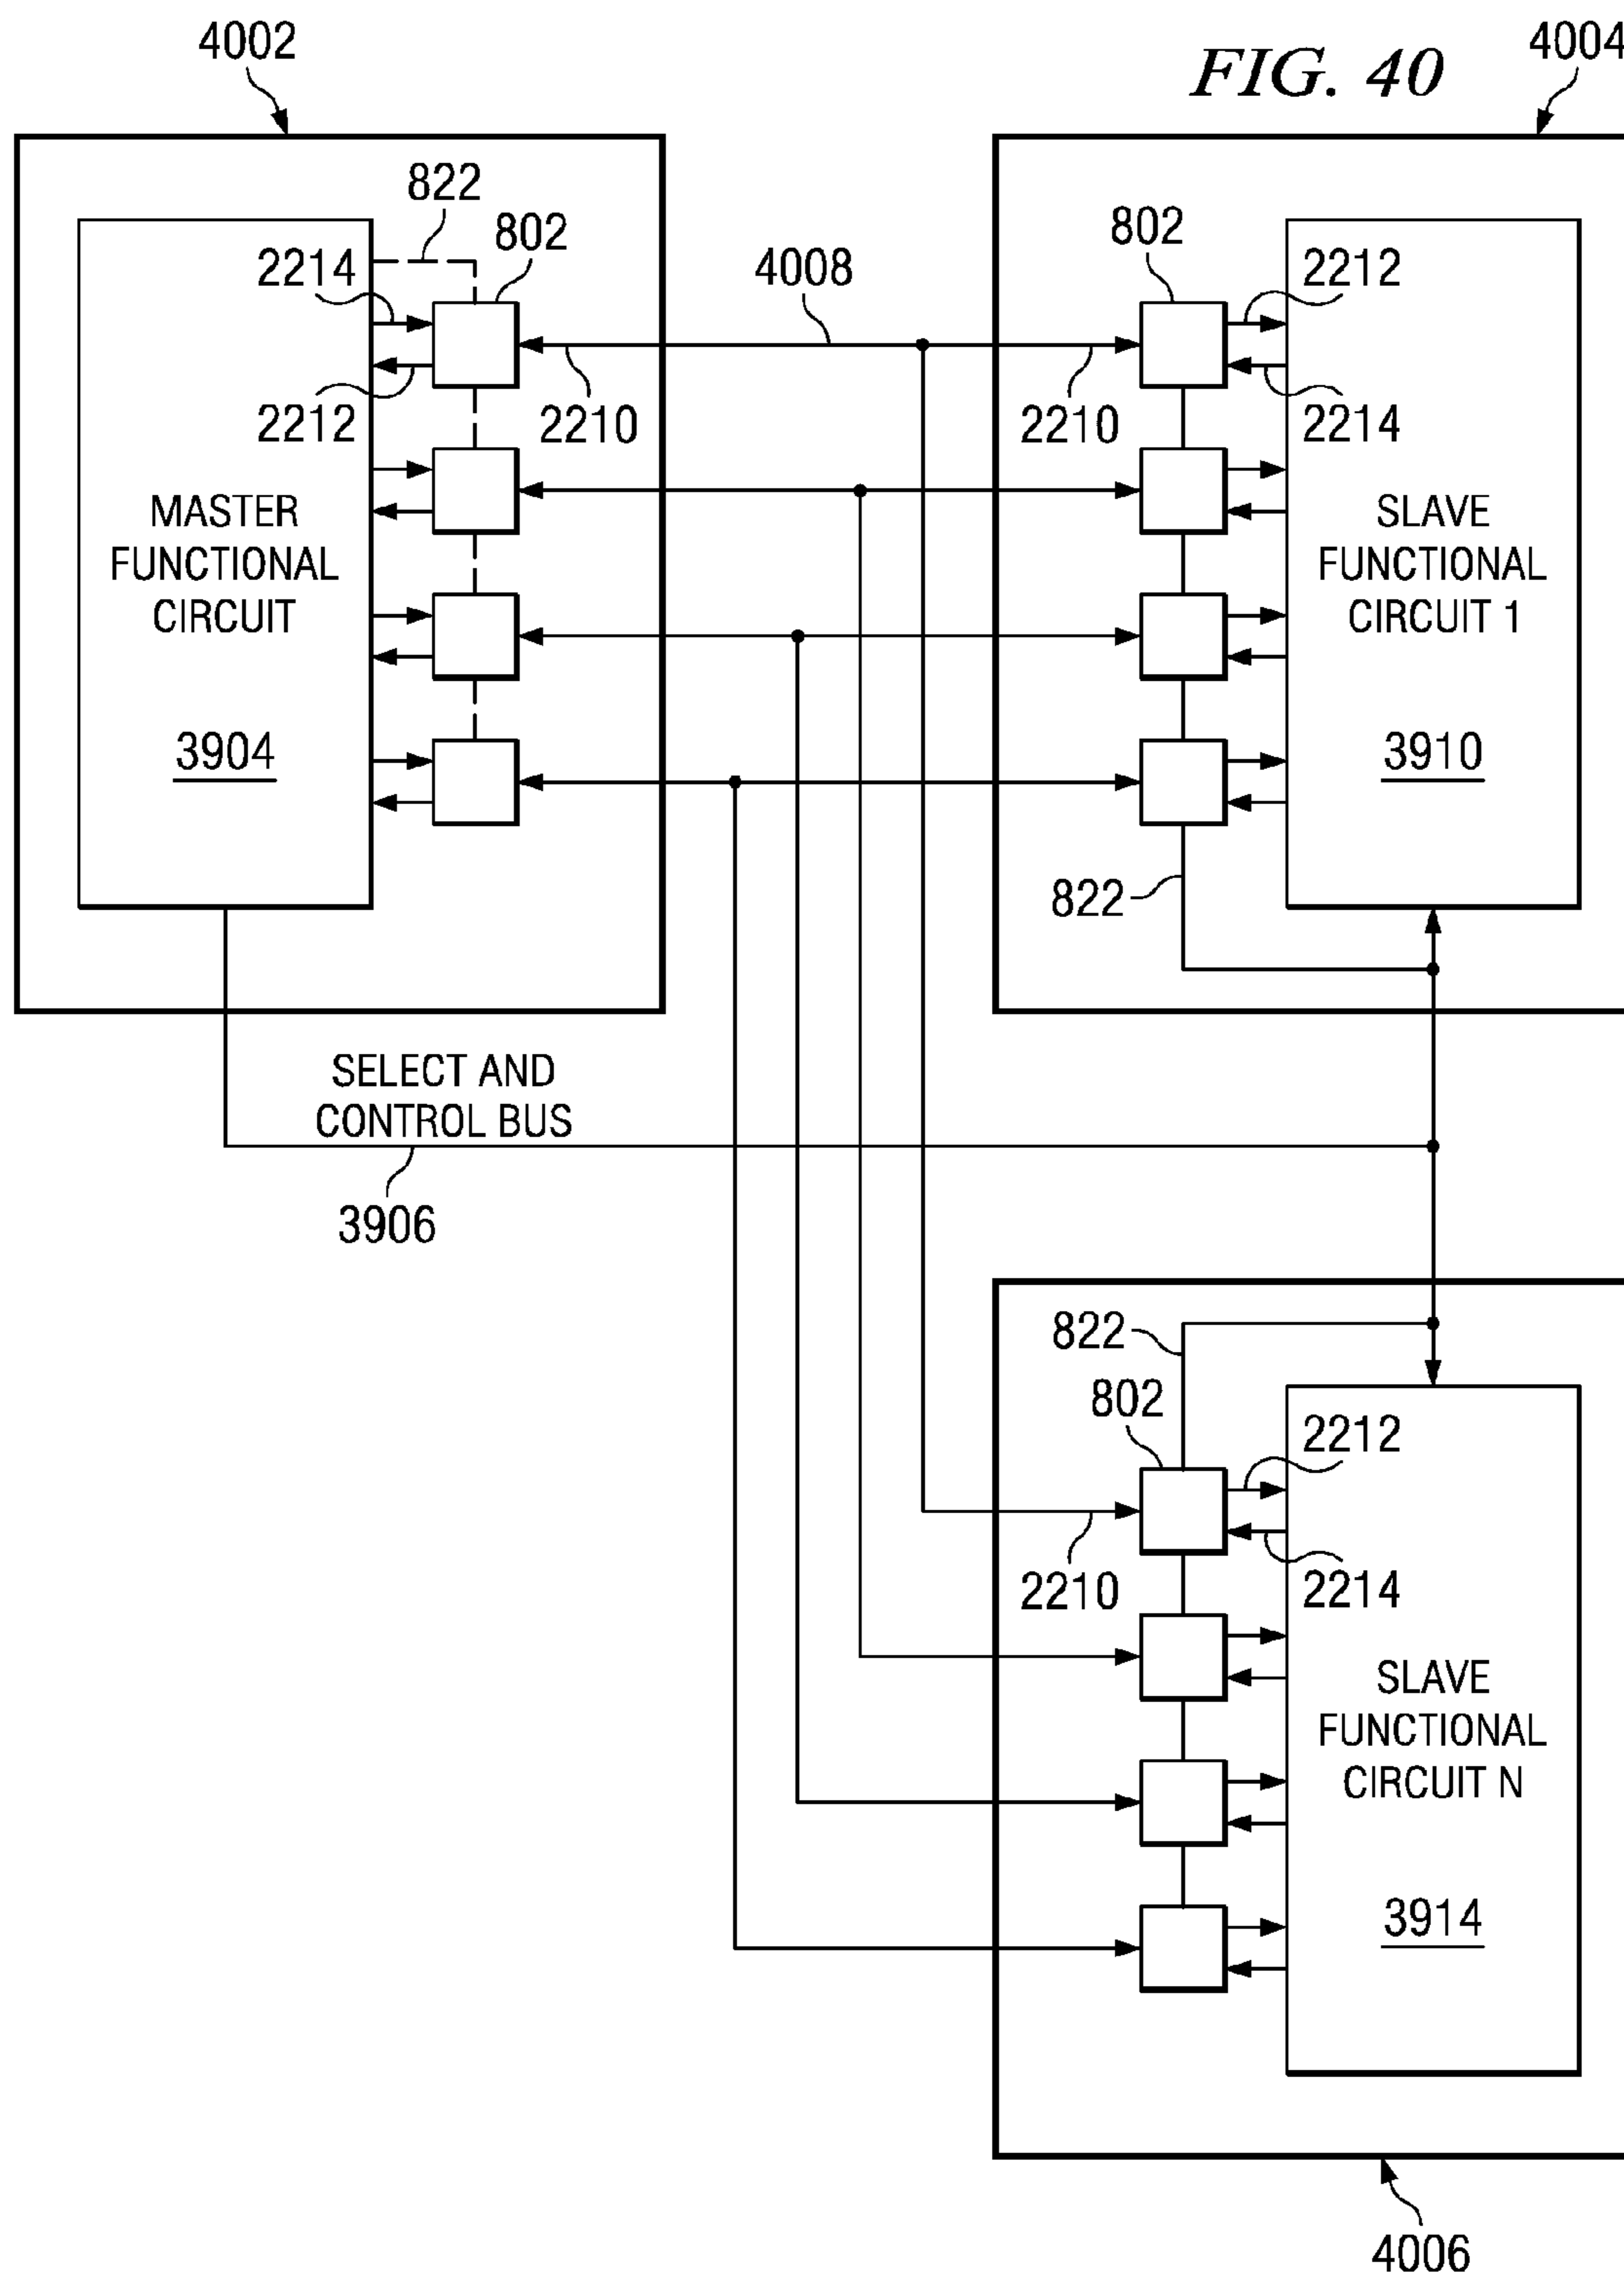 4002
FIG. 40
4004
822
802
2214
4008
802
2212
2212
2210
2210
2214
MASTER
FUNCTIONAL
CIRCUIT
SLAVE
FUNCTIONAL
CIRCUIT 1
3904
3910
822
SELECT AND
CONTROL BUS
3906
822
802
2212
2210
2214
SLAVE
FUNCTIONAL
CIRCUIT N
3914
4006